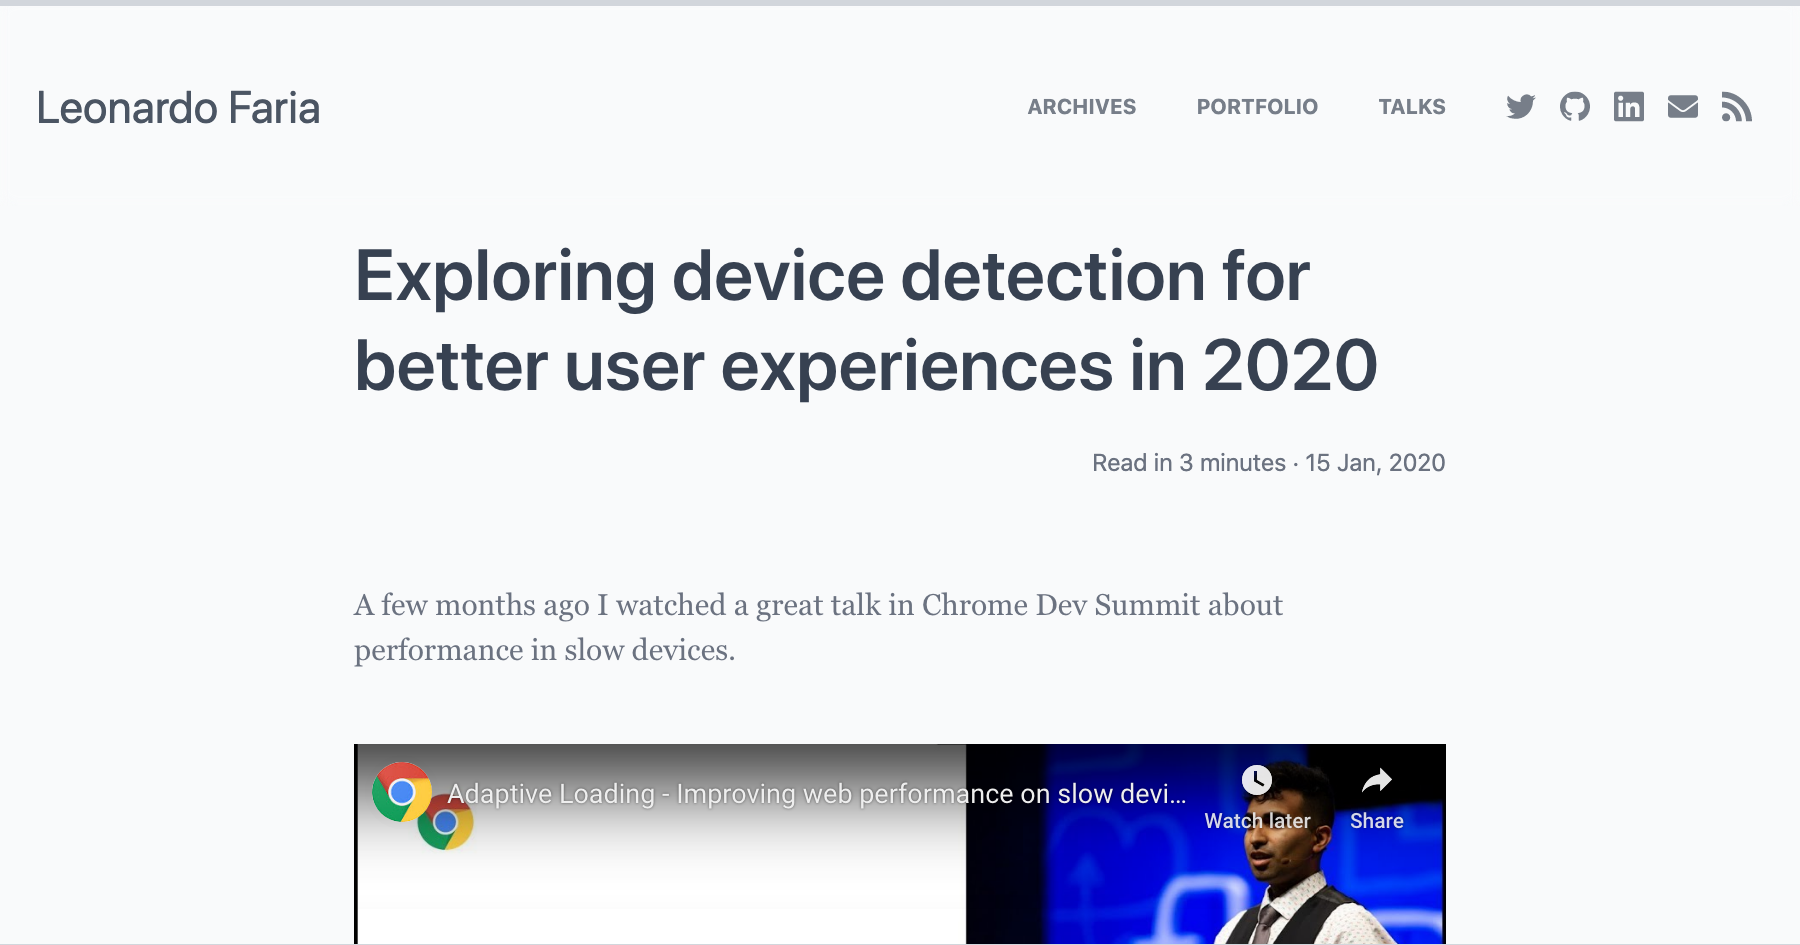 Leonardo Faria
ARCHIVES
PORTFOLIO
TALKS
Exploring device detection for
better user experiences in 2020
Read in 3 minutes · 15 Jan, 2020
A few months ago I watched a great talk in Chrome Dev Summit about
performance in slow devices.
Adaptive Loading - Improving web performance on slow devi...
Watch later
Share